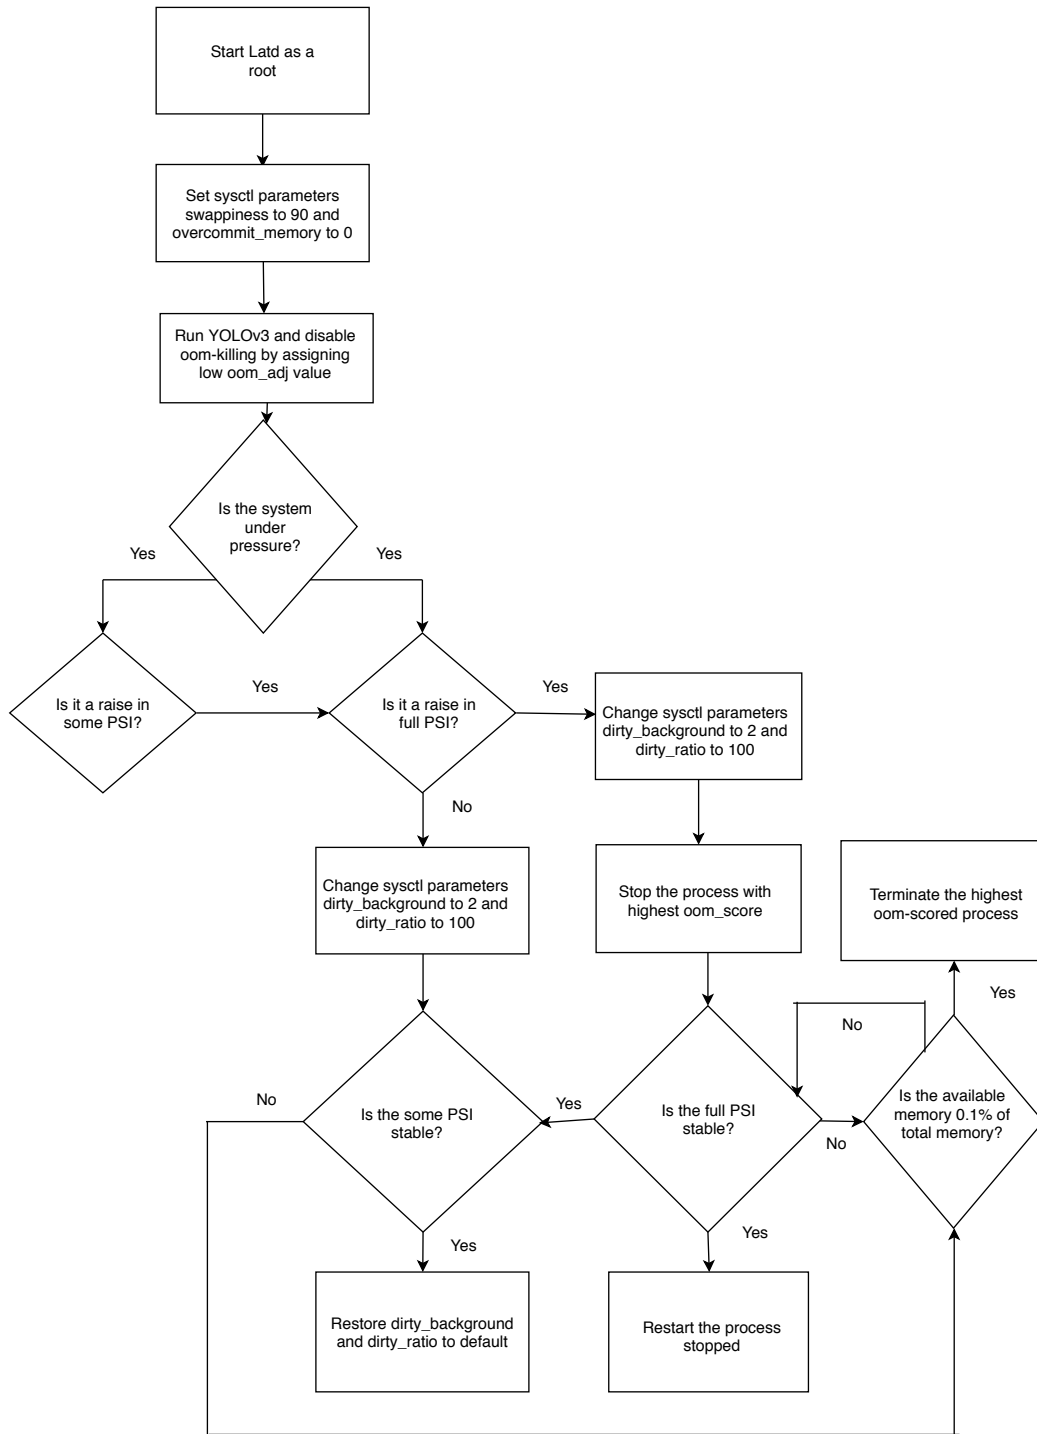 Start Latd as a
root
Set sysctl parameters
swappiness to 90 and
overcommit_memory to 0
Run YOLOv3 and disable
oom-killing by assigning
low oom_adj value
Is the system
under
pressure?
Yes
Yes
Is it a raise in
some PSI?
Yes
Is it a raise in
full PSI?
Yes
Change sysctl parameters
dirty_background to 2 and
dirty_ratio to 100
No
Change sysctl parameters
dirty_background to 2 and
dirty_ratio to 100
Stop the process with
highest oom_score
Terminate the highest
oom-scored process
Yes
No
No
Is the some PSI
stable?
Yes
Is the full PSI
stable?
No
Is the available
memory 0.1% of
total memory?
Yes
Yes
Restore dirty_background
and dirty_ratio to default
Restart the process
stopped